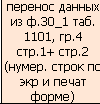 перенос данных
из ф.30_1 таб.
1101, гр.4
стр.1+ стр.2
(нумер. строк по
экр и печат
форме)